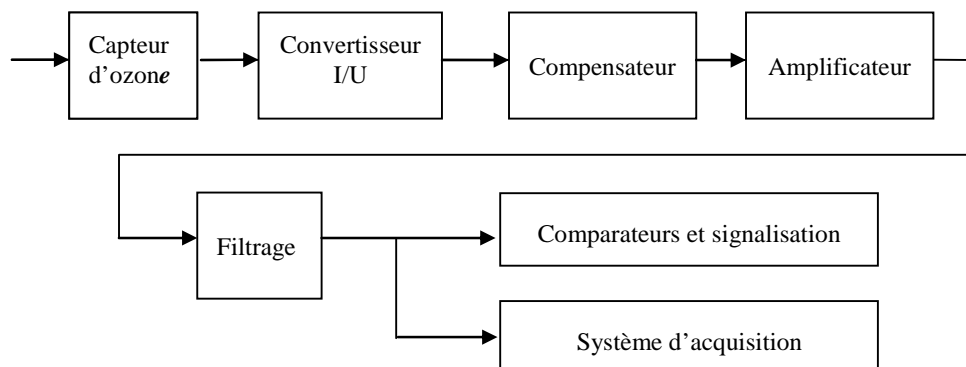 Capteur
d’ozone
Convertisseur
I/U
Compensateur
Amplificateur
Filtrage
Comparateurs et signalisation
Système d’acquisition